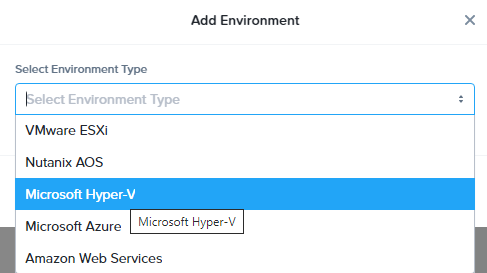 Add Environment
Select Environment Type
Select Environment Type
VMware ESXi
Nutanix AOS
Microsoft Hyper-V
Microsoft Azure
Microsoft Hyper-V
Amazon Web Services